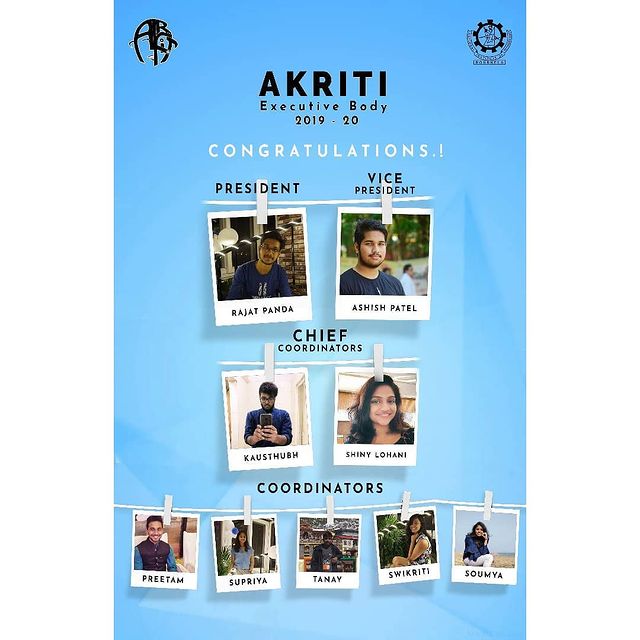 AKRITI
Executive Body
2019 - 20
CONGRATULATIONS.!
PRESIDENT
VICE
PRESIDENT
RAJAT PANDA
ASHISH PATEL
CHIEF
COORDINATORS
KAUSTHUBH
SHINY LOHANI
COORDINATORS
PREETAM
SUPRIYA
TANAY
SWIKRITI
SOUMYA